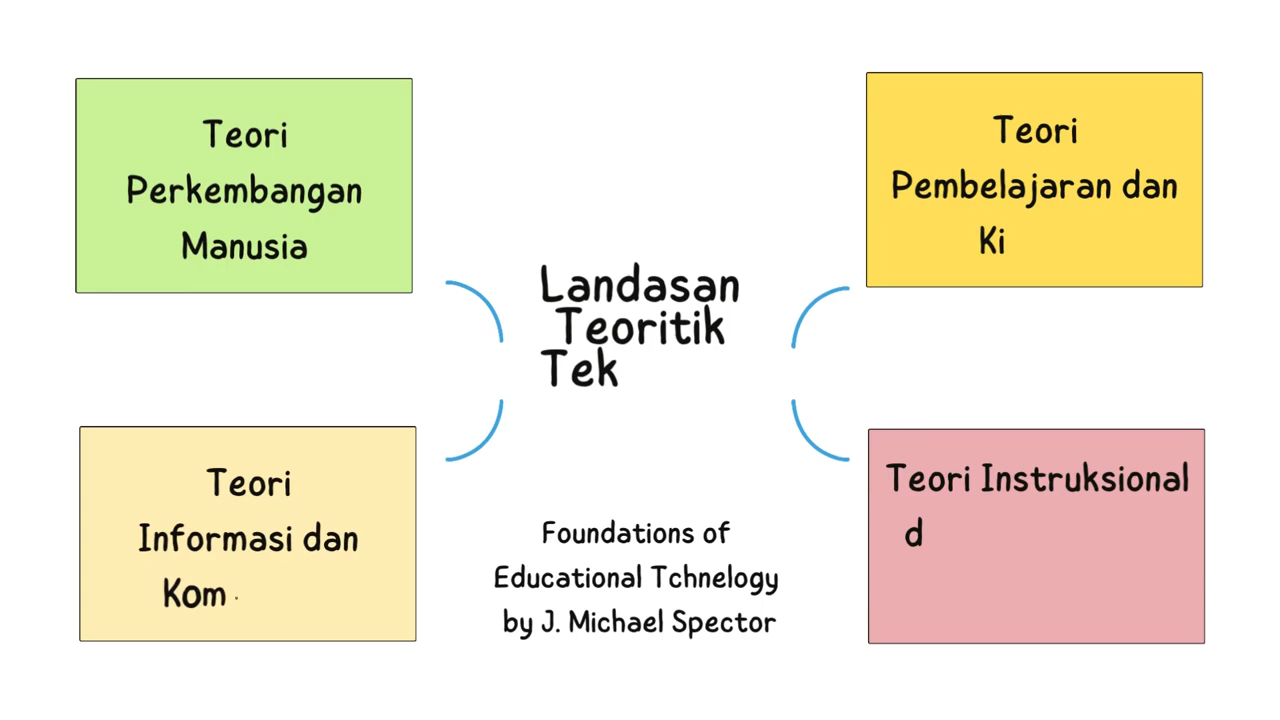 Teori
Perkembangan
Manusia
Teori
Pembelajaran dan
Ki
Landasan
Teoritik
Tek
Teori
Informasi dan
Kom
Teori Instruksional
d
Foundations of
Educational Tchnelogy
by J. Michael Spector